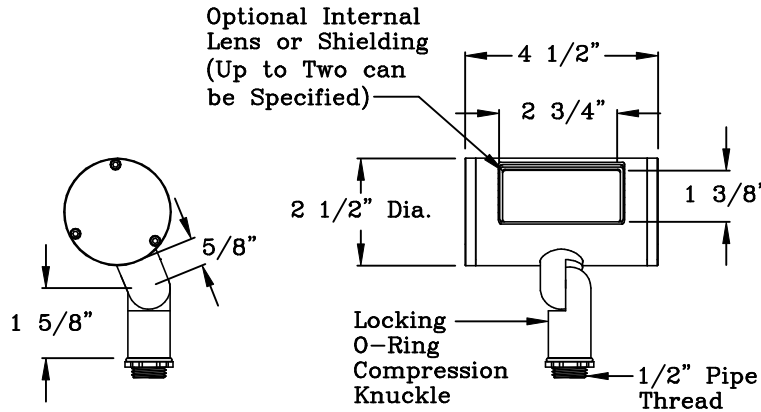 Optional Internal
Lens or Shielding
(Up to Two can
be Specified)
4 1/2"
2 3/4"
2 1/2" Dia.
1 3/8"
5/8"
1 5/8"
Locking
O-Ring
Compression
Knuckle
1/2" Pipe
Thread